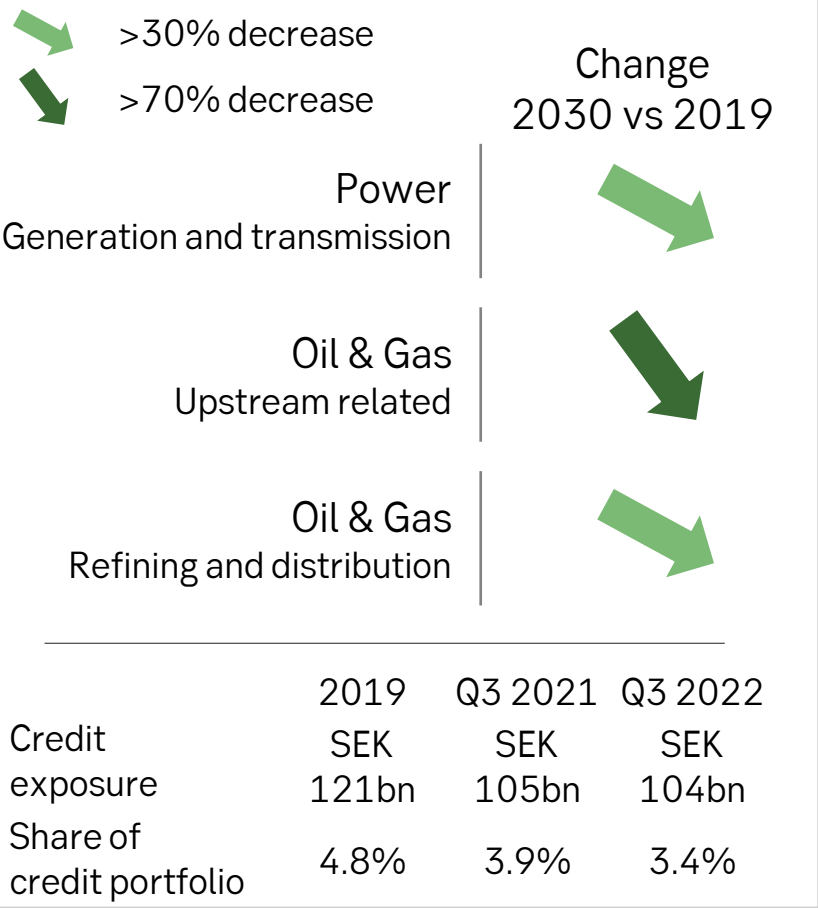 >30% decrease
>70% decrease
Change
2030 vs 2019
Power
Generation and transmission
Oil & Gas
Upstream related
Oil & Gas
Refining and distribution
2019 Q3 2021 Q3 2022
Credit
exposure
SEK SEK SEK
121bn 105bn 104bn
Share of
credit portfolio
4.8% 3.9% 3.4%